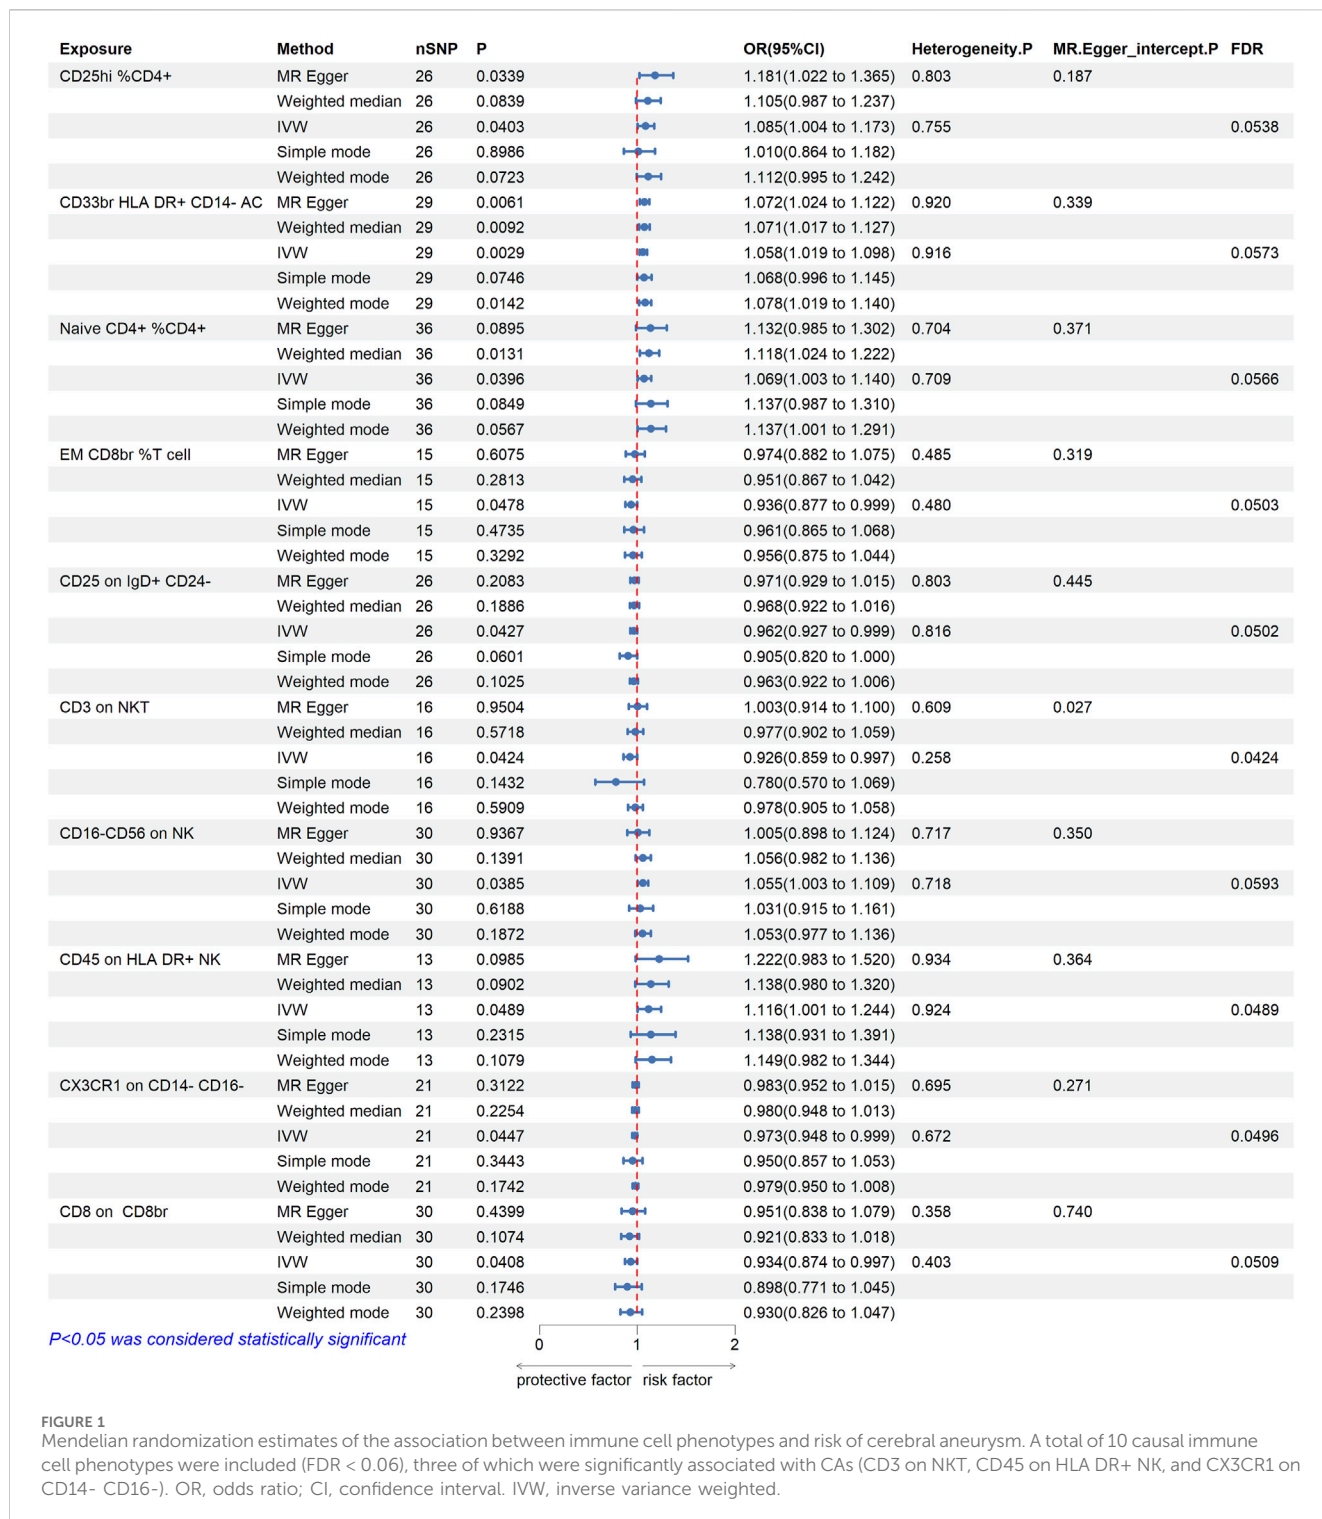 Exposure Method nSNP P OR(95%CI) Heterogeneity.P MR.Egger_intercept.P FDR
CD25hi %CD4+ MR Egger 26 0.0339 1.181(1.022 to 1.365) 0.803 0.187
Weighted median 26 0.0839 1.105(0.987 to 1.237)
IVW 26 0.0403 1.085(1.004 to 1.173) 0.755 0.0538
Simple mode 26 0.8986 1.010(0.864 to 1.182)
Weighted mode 26 0.0723 1.112(0.995 to 1.242)
CD33br HLA DR+ CD14- AC MR Egger 29 0.0061 1.072(1.024 to 1.122) 0.920 0.339
Weighted median 29 0.0092 1.071(1.017 to 1.127)
IVW 29 0.0029 1.058(1.019 to 1.098) 0.916 0.0573
Simple mode 29 0.0746 1.068(0.996 to 1.145)
Weighted mode 29 0.0142 1.078(1.019 to 1.140)
Naive CD4+ %CD4+ MR Egger 36 0.0895 1.132(0.985 to 1.302) 0.704 0.371
Weighted median 36 0.0131 1.118(1.024 to 1.222)
IVW 36 0.0396 1.069(1.003 to 1.140) 0.709 0.0566
Simple mode 36 0.0849 1.137(0.987 to 1.310)
Weighted mode 36 0.0567 1.137(1.001 to 1.291)
EM CD8br %T cell MR Egger 15 0.6075 0.974(0.882 to 1.075) 0.485 0.319
Weighted median 15 0.2813 0.951(0.867 to 1.042)
IVW 15 0.0478 0.936(0.877 to 0.999) 0.480 0.0503
Simple mode 15 0.4735 0.961(0.865 to 1.068)
Weighted mode 15 0.3292 0.956(0.875 to 1.044)
CD25 on IgD+ CD24- MR Egger 26 0.2083 0.971(0.929 to 1.015) 0.803 0.445
Weighted median 26 0.1886 0.968(0.922 to 1.016)
IVW 26 0.0427 0.962(0.927 to 0.999) 0.816 0.0502
Simple mode 26 0.0601 0.905(0.820 to 1.000)
Weighted mode 26 0.1025 0.963(0.922 to 1.006)
CD3 on NKT MR Egger 16 0.9504 1.003(0.914 to 1.100) 0.609 0.027
Weighted median 16 0.5718 0.977(0.902 to 1.059)
IVW 16 0.0424 0.926(0.859 to 0.997) 0.258 0.0424
Simple mode 16 0.1432 0.780(0.570 to 1.069)
Weighted mode 16 0.5909 0.978(0.905 to 1.058)
CD16-CD56 on NK MR Egger 30 0.9367 1.005(0.898 to 1.124) 0.717 0.350
Weighted median 30 0.1391 1.056(0.982 to 1.136)
IVW 30 0.0385 1.055(1.003 to 1.109) 0.718 0.0593
Simple mode 30 0.6188 1.031(0.915 to 1.161)
Weighted mode 30 0.1872 1.053(0.977 to 1.136)
CD45 on HLA DR+ NK MR Egger 13 0.0985 1.222(0.983 to 1.520) 0.934 0.364
Weighted median 13 0.0902 1.138(0.980 to 1.320)
IVW 13 0.0489 1.116(1.001 to 1.244) 0.924 0.0489
Simple mode 13 0.2315 1.138(0.931 to 1.391)
Weighted mode 13 0.1079 1.149(0.982 to 1.344)
CX3CR1 on CD14- CD16- MR Egger 21 0.3122 0.983(0.952 to 1.015) 0.695 0.271
Weighted median 21 0.2254 0.980(0.948 to 1.013)
IVW 21 0.0447 0.973(0.948 to 0.999) 0.672 0.0496
Simple mode 21 0.3443 0.950(0.857 to 1.053)
Weighted mode 21 0.1742 0.979(0.950 to 1.008)
CD8 on CD8br MR Egger 30 0.4399 0.951(0.838 to 1.079) 0.358 0.740
Weighted median 30 0.1074 0.921(0.833 to 1.018)
IVW 30 0.0408 0.934(0.874 to 0.997) 0.403 0.0509
Simple mode 30 0.1746 0.898(0.771 to 1.045)
Weighted mode 30 0.2398 0.930(0.826 to 1.047)
P<0.05 was considered statistically significant
0 1 2
protective factor risk factor
FIGURE 1
Mendelian randomization estimates of the association between immune cell phenotypes and risk of cerebral aneurysm. A total of 10 causal immune
cell phenotypes were included (FDR < 0.06), three of which were significantly associated with CAs (CD3 on NKT, CD45 on HLA DR+ NK, and CX3CR1 on
CD14- CD16-). OR, odds ratio; CI, confidence interval. IVW, inverse variance weighted.